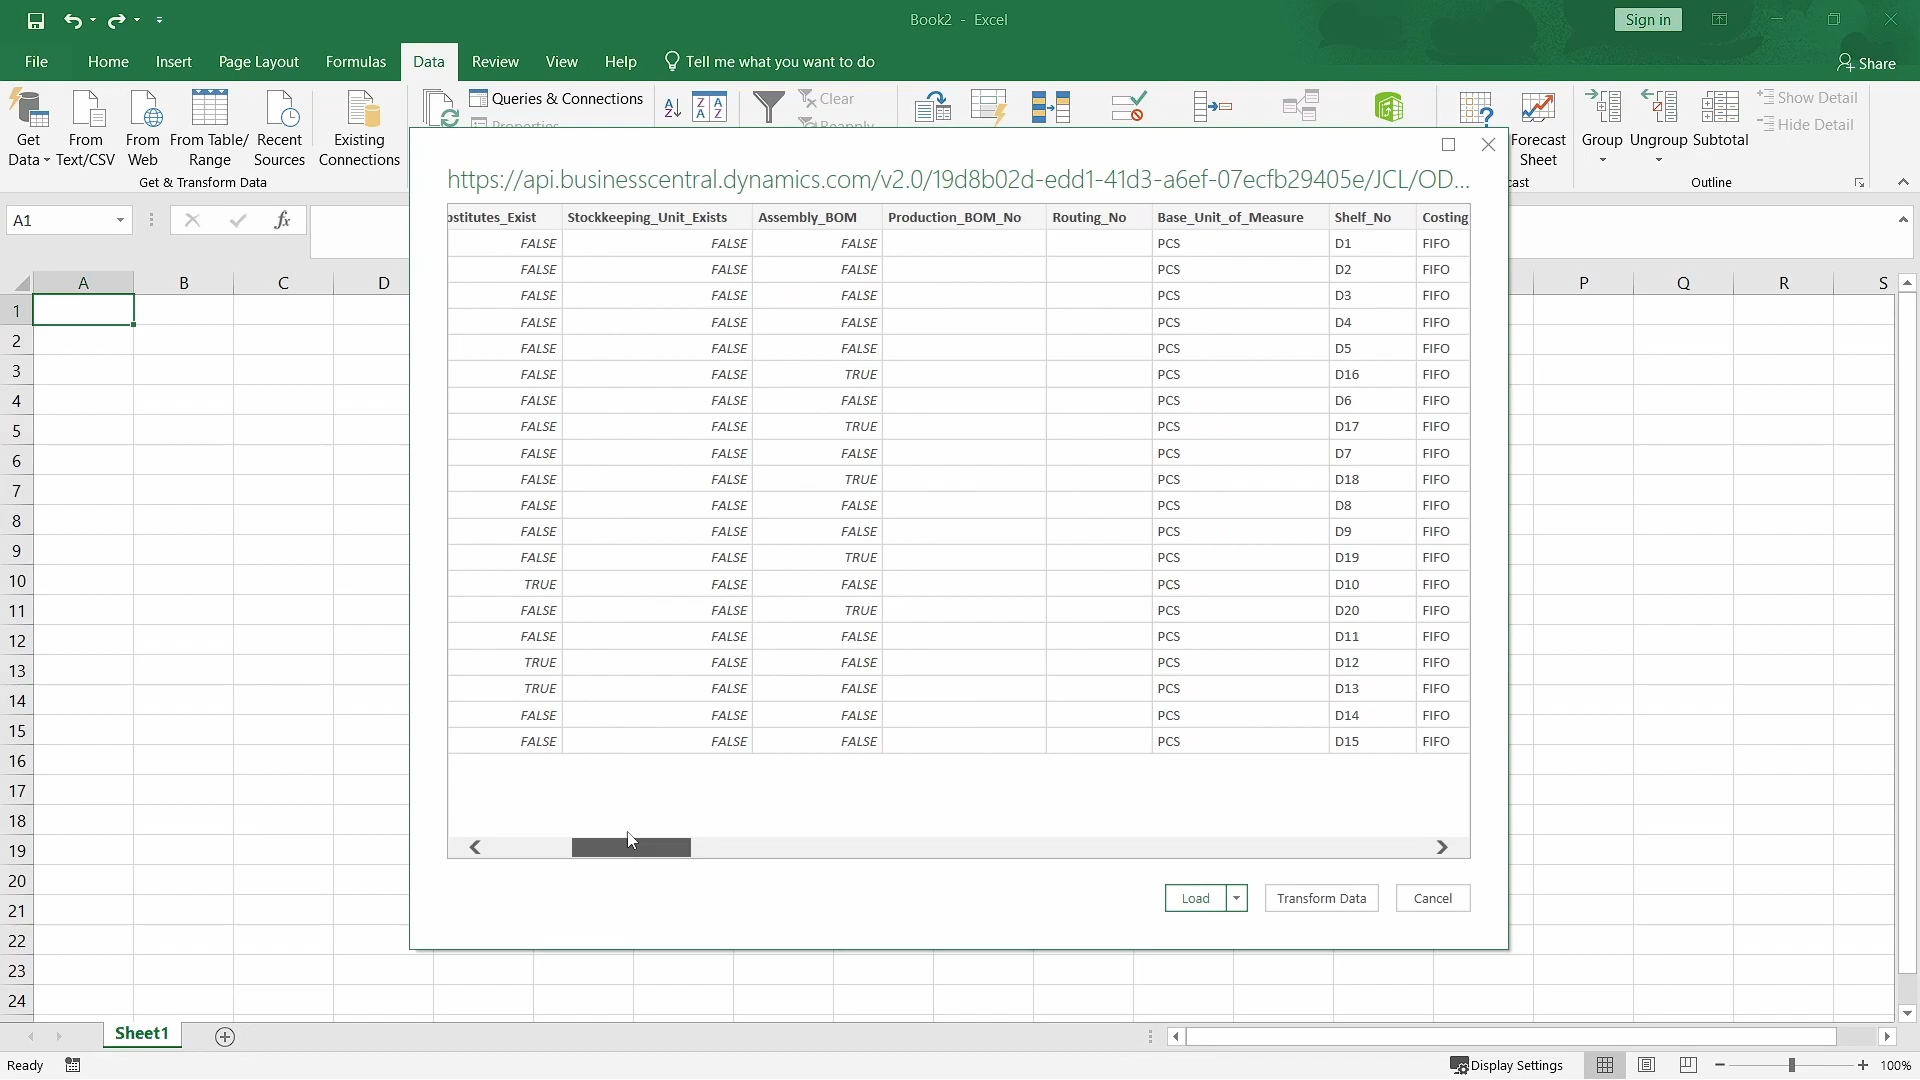 Book2 - Excel
Sign in
File Home Insert Page Layout Formulas Data Review View Help Tell me what you want to do
Share
Get Data
From Text/CSV
From Web
From Table/ Range
Recent Sources
Existing Connections
Get & Transform Data
Queries & Connections
Properties
Clear
Reapply
Forecast Sheet
cast
Group
Ungroup
Subtotal
Show Detail
Hide Detail
Outline
A1
fx
A B C D P Q R S
1
2
3
4
5
6
7
8
9
10
11
12
13
14
15
16
17
18
19
20
21
22
23
24
https://api.businesscentral.dynamics.com/v2.0/19d8b02d-edd1-41d3-a6ef-07ecfb29405e/JCL/OD...
ostitutes_Exist Stockkeeping_Unit_Exists Assembly_BOM Production_BOM_No Routing_No Base_Unit_of_Measure Shelf_No Costing
FALSE FALSE FALSE PCS D1 FIFO
FALSE FALSE FALSE PCS D2 FIFO
FALSE FALSE FALSE PCS D3 FIFO
FALSE FALSE FALSE PCS D4 FIFO
FALSE FALSE FALSE PCS D5 FIFO
FALSE FALSE TRUE PCS D16 FIFO
FALSE FALSE FALSE PCS D6 FIFO
FALSE FALSE TRUE PCS D17 FIFO
FALSE FALSE FALSE PCS D7 FIFO
FALSE FALSE TRUE PCS D18 FIFO
FALSE FALSE FALSE PCS D8 FIFO
FALSE FALSE FALSE PCS D9 FIFO
FALSE FALSE TRUE PCS D19 FIFO
TRUE FALSE FALSE PCS D10 FIFO
FALSE FALSE TRUE PCS D20 FIFO
FALSE FALSE FALSE PCS D11 FIFO
TRUE FALSE FALSE PCS D12 FIFO
TRUE FALSE FALSE PCS D13 FIFO
FALSE FALSE FALSE PCS D14 FIFO
FALSE FALSE FALSE PCS D15 FIFO
Load Transform Data Cancel
Sheet1
Ready
Display Settings
100%